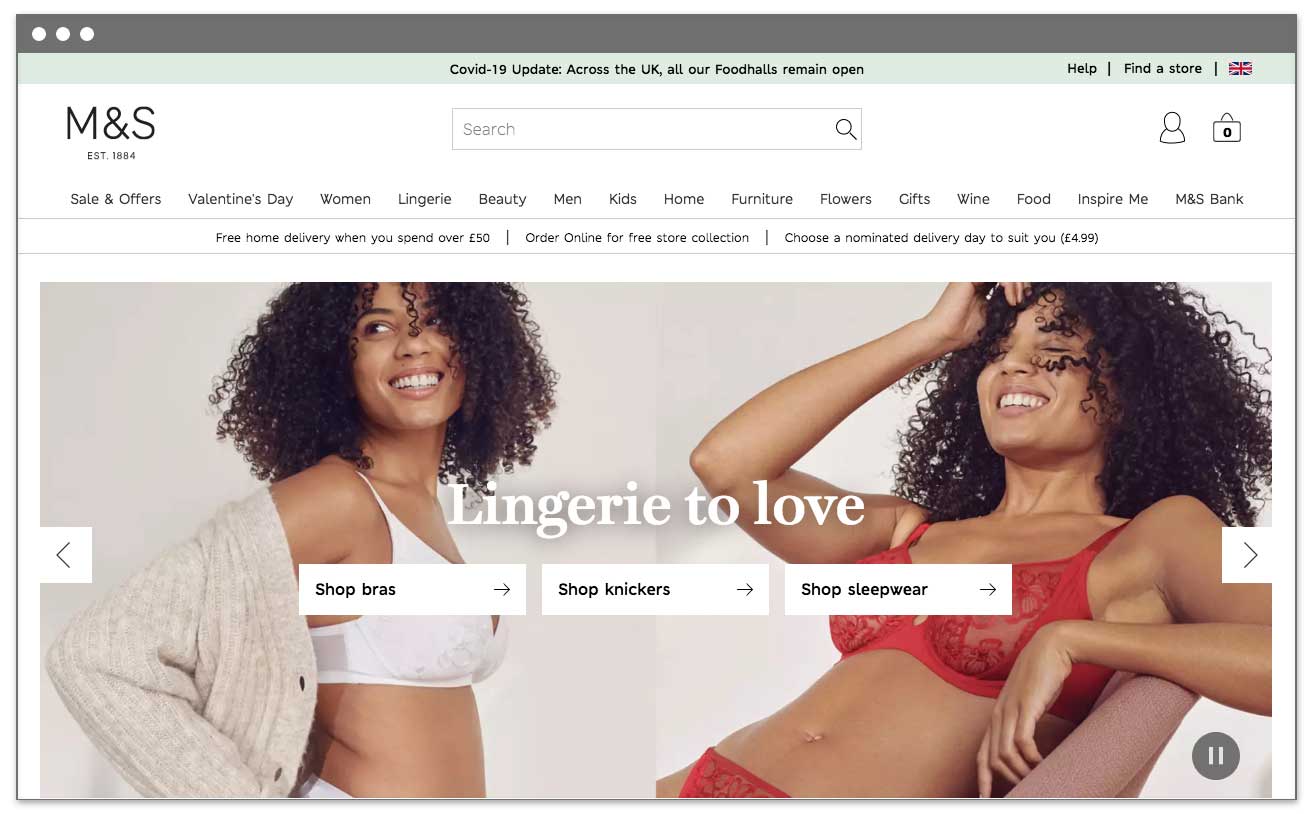 Covid-19 Update: Across the UK, all our Foodhalls remain open
Help | Find a store |
M&S
EST. 1884
Search
0
Sale & Offers Valentine's Day Women Lingerie Beauty Men Kids Home Furniture Flowers Gifts Wine Food Inspire Me M&S Bank
Free home delivery when you spend over £50 | Order Online for free store collection | Choose a nominated delivery day to suit you (£4.99)
Lingerie to love
Shop bras
Shop knickers
Shop sleepwear